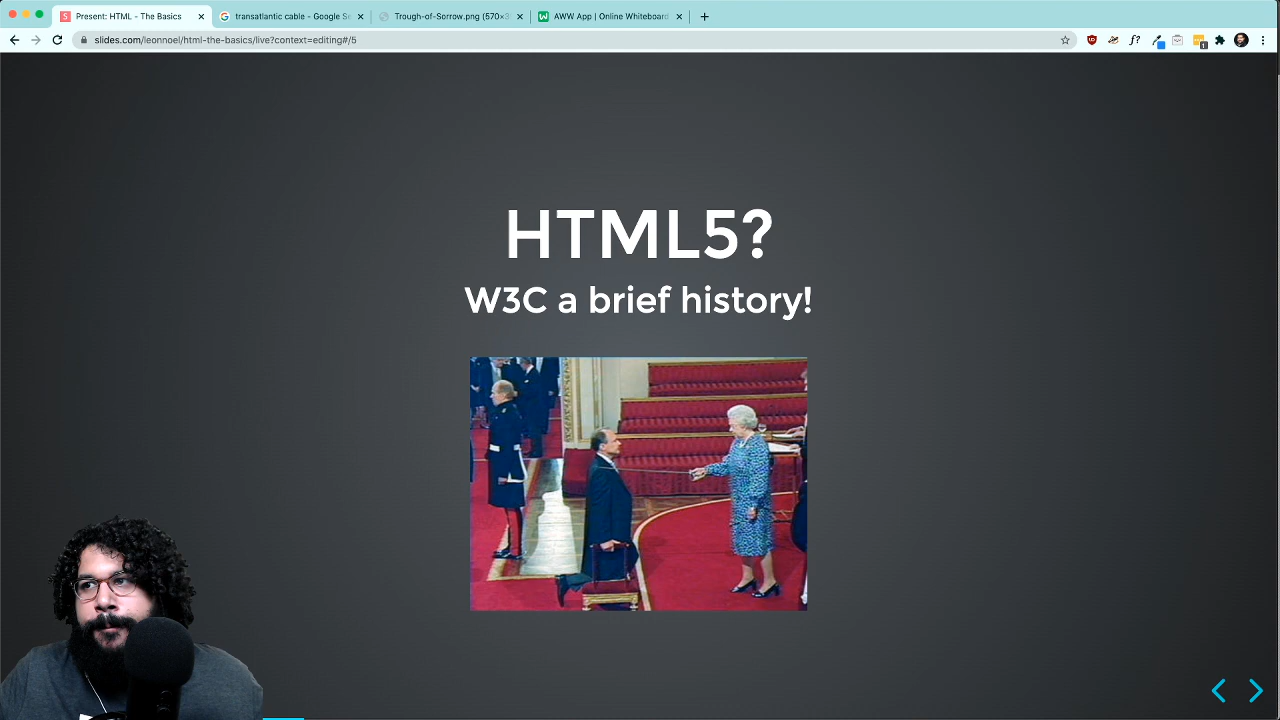 Present: HTML - The Basics
transatlantic cable - Google Se
Trough-of-Sorrow.png (570×3
AWW App | Online Whiteboard
slides.com/leonnoel/html-the-basics/live?context=editing#/5
f?
1
HTML5?
W3C a brief history!